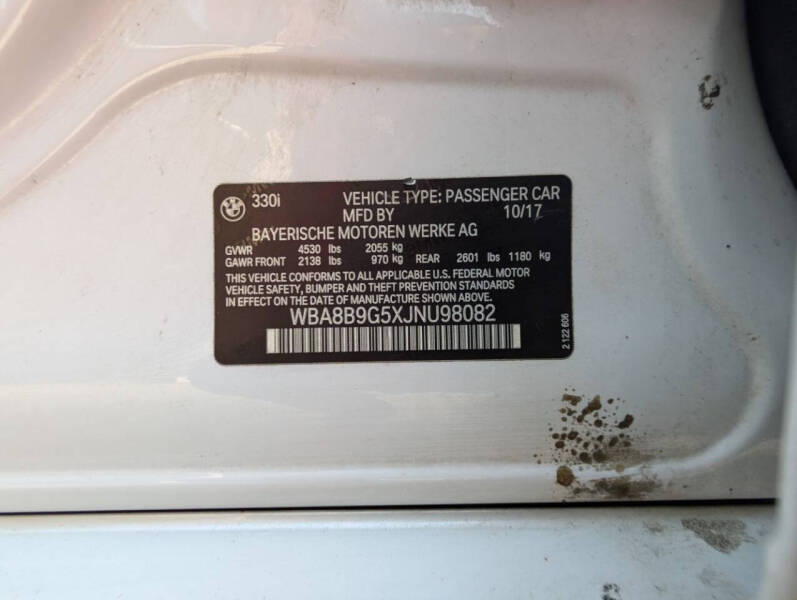 330i VEHICLE TYPE: PASSENGER CAR
MFD BY 10/17
BAYERISCHE MOTOREN WERKE AG
GVWR 4530 lbs 2055 kg
GAWR FRONT 2138 lbs 970 kg REAR 2601 lbs 1180 kg
THIS VEHICLE CONFORMS TO ALL APPLICABLE U.S. FEDERAL MOTOR
VEHICLE SAFETY, BUMPER AND THEFT PREVENTION STANDARDS
IN EFFECT ON THE DATE OF MANUFACTURE SHOWN ABOVE.
WBA8B9G5XJNU98082
2 122 606